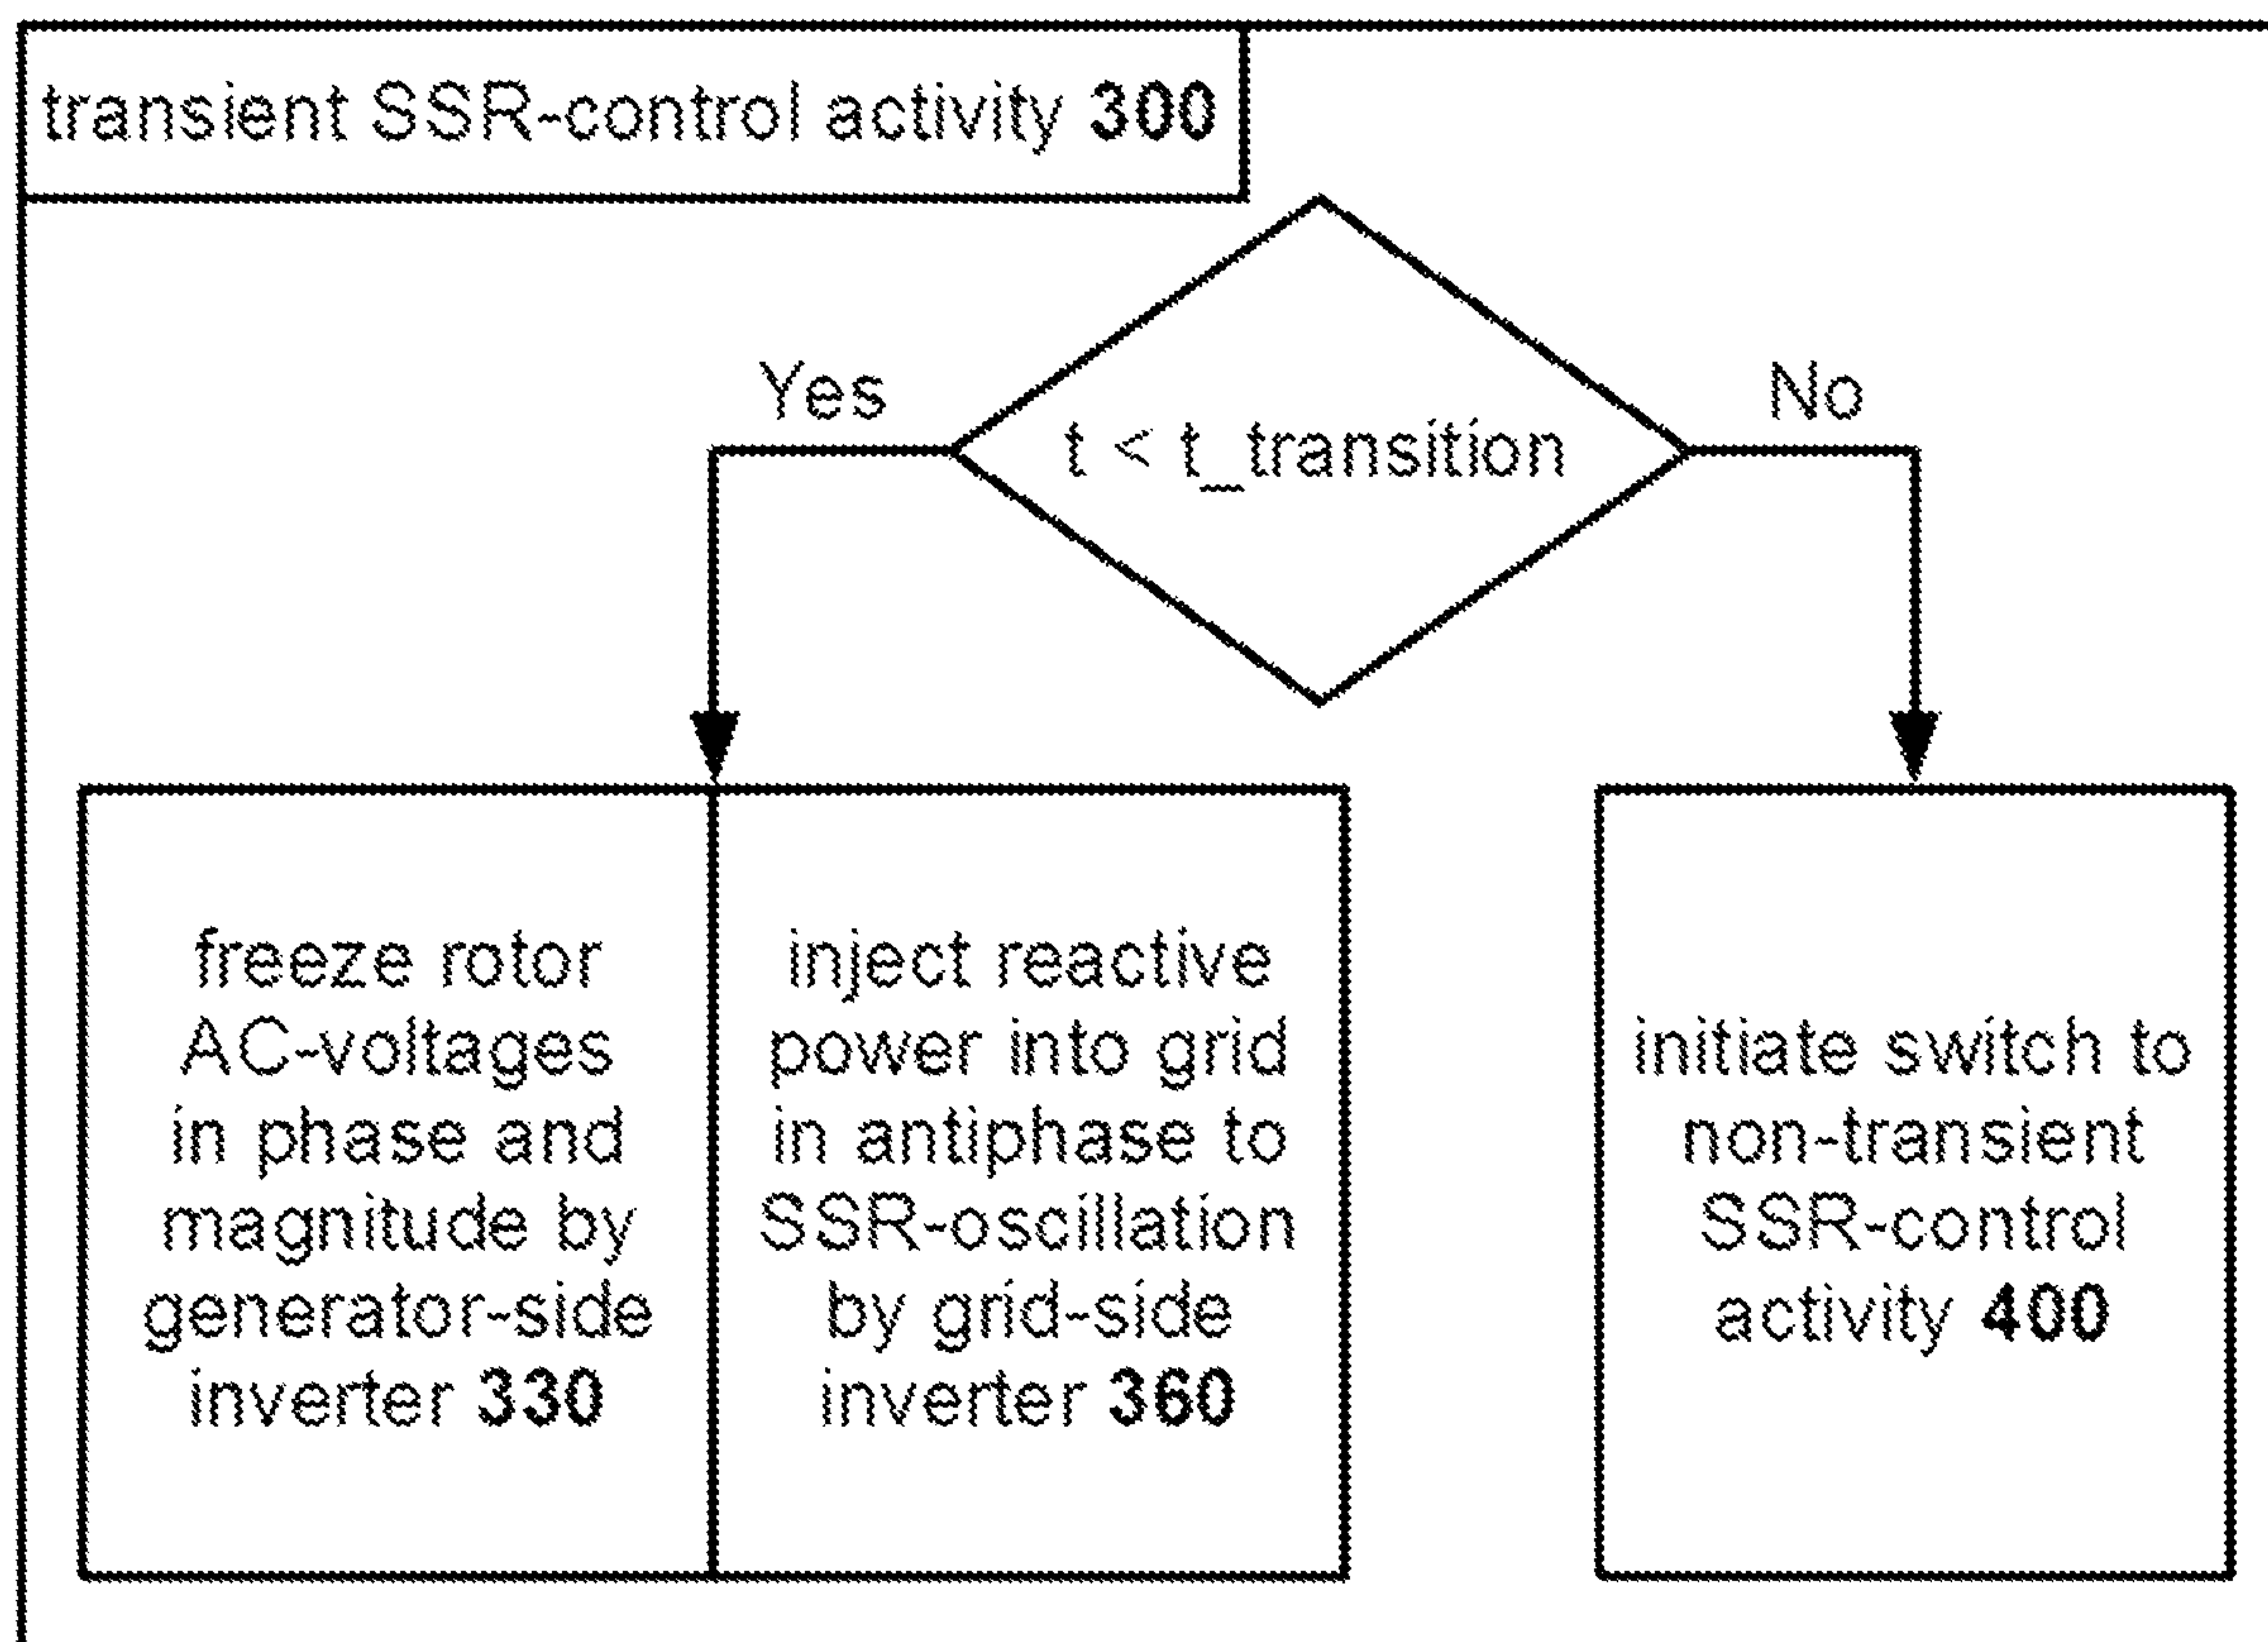 transient SSR-control activity 300
Yes
No
t < t_transition
freeze rotor
AC-voltages
in phase and
magnitude by
generator-side
inverter 330
inject reactive
power into grid
in antiphase to
SSR-oscillation
by grid-side
inverter 360
initiate switch to
non-transient
SSR-control
activity 400